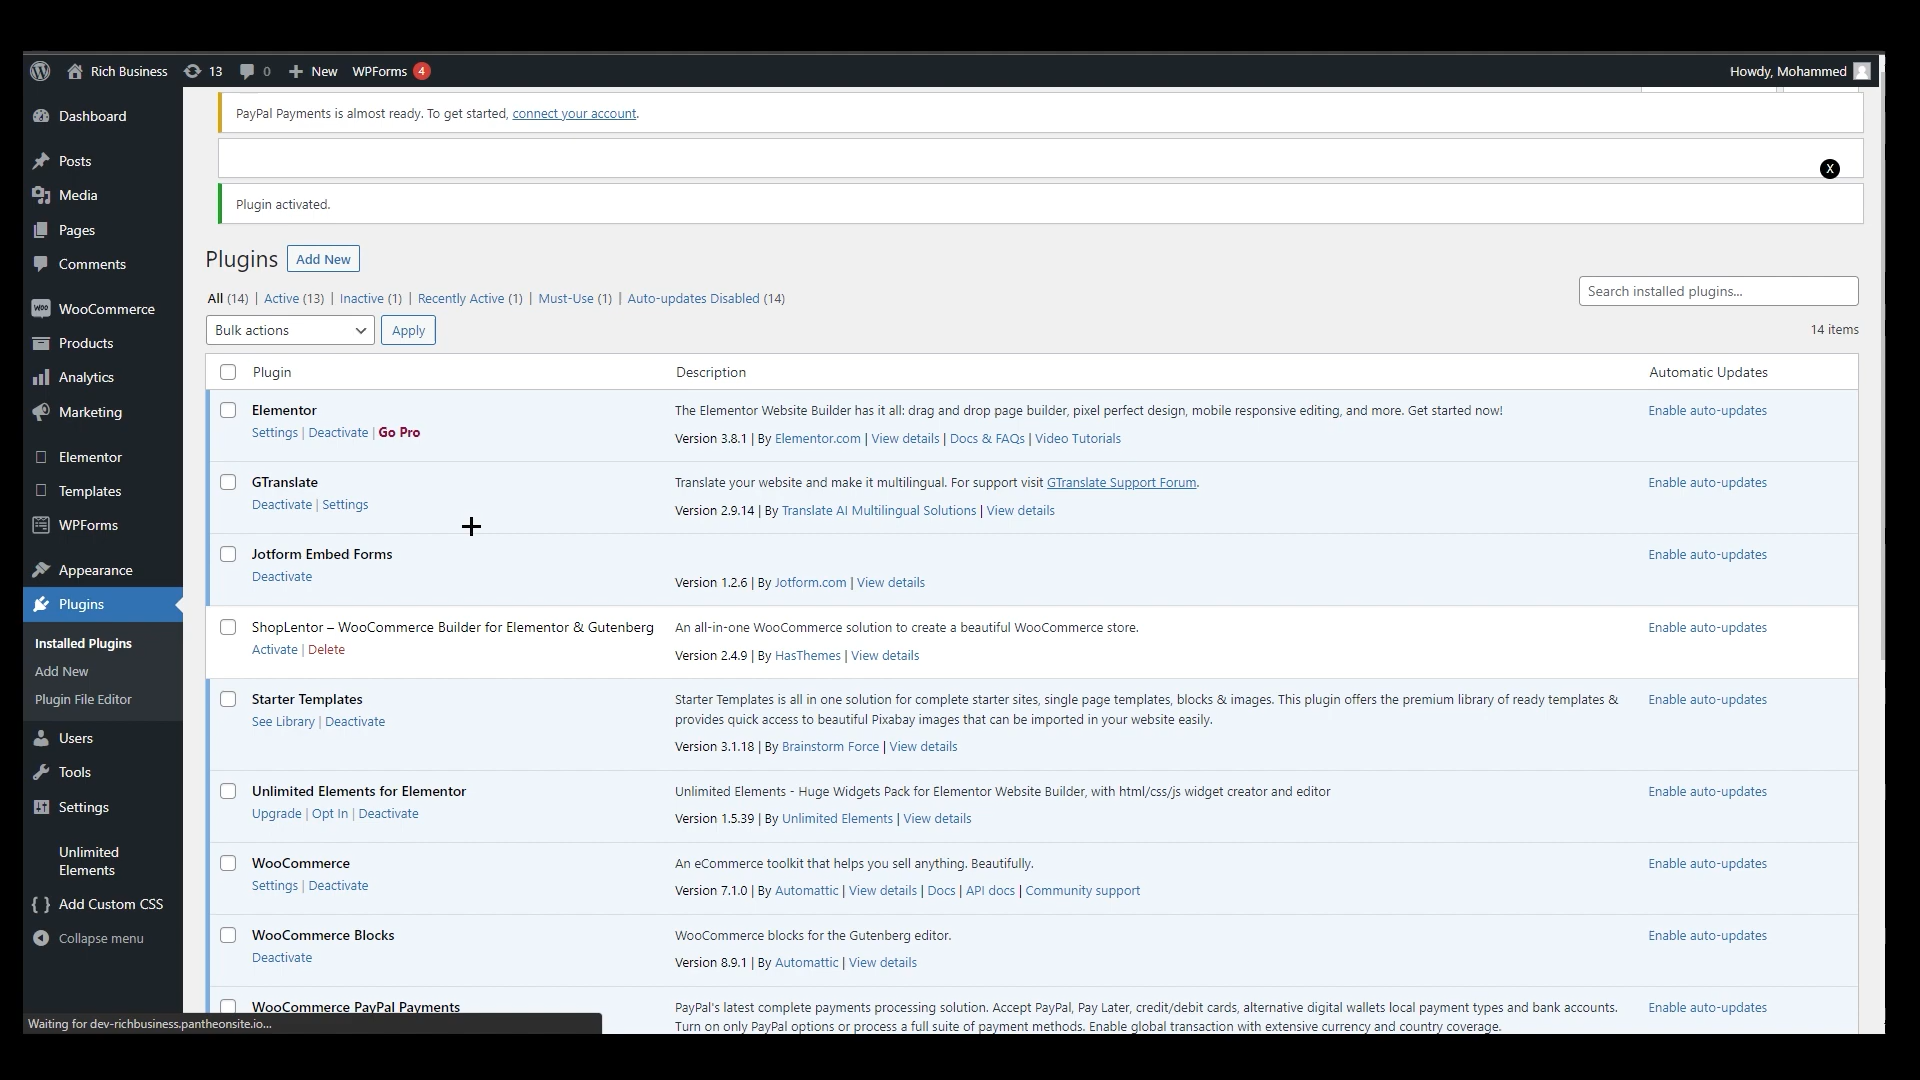 Rich Business 13 0 New WPForms 4 Howdy, Mohammed
Dashboard
Posts
Media
Pages
Comments
WooCommerce
Products
Analytics
Marketing
Elementor
Templates
WPForms
Appearance
Plugins
Installed Plugins
Add New
Plugin File Editor
Users
Tools
Settings
Unlimited
Elements
Add Custom CSS
Collapse menu
PayPal Payments is almost ready. To get started, connect your account.
X
Plugin activated.
Plugins Add New
All (14) | Active (13) | Inactive (1) | Recently Active (1) | Must-Use (1) | Auto-updates Disabled (14)
Search installed plugins...
Bulk actions Apply
14 items
Plugin Description Automatic Updates
Elementor
Settings | Deactivate | Go Pro
The Elementor Website Builder has it all: drag and drop page builder, pixel perfect design, mobile responsive editing, and more. Get started now!
Version 3.8.1 | By Elementor.com | View details | Docs & FAQs | Video Tutorials
Enable auto-updates
GTranslate
Deactivate | Settings
Translate your website and make it multilingual. For support visit GTranslate Support Forum.
Version 2.9.14 | By Translate AI Multilingual Solutions | View details
Enable auto-updates
Jotform Embed Forms
Deactivate
Version 1.2.6 | By Jotform.com | View details
Enable auto-updates
ShopLentor – WooCommerce Builder for Elementor & Gutenberg
Activate | Delete
An all-in-one WooCommerce solution to create a beautiful WooCommerce store.
Version 2.4.9 | By HasThemes | View details
Enable auto-updates
Starter Templates
See Library | Deactivate
Starter Templates is all in one solution for complete starter sites, single page templates, blocks & images. This plugin offers the premium library of ready templates &
provides quick access to beautiful Pixabay images that can be imported in your website easily.
Version 3.1.18 | By Brainstorm Force | View details
Enable auto-updates
Unlimited Elements for Elementor
Upgrade | Opt In | Deactivate
Unlimited Elements - Huge Widgets Pack for Elementor Website Builder, with html/css/js widget creator and editor
Version 1.5.39 | By Unlimited Elements | View details
Enable auto-updates
WooCommerce
Settings | Deactivate
An eCommerce toolkit that helps you sell anything. Beautifully.
Version 7.1.0 | By Automattic | View details | Docs | API docs | Community support
Enable auto-updates
WooCommerce Blocks
Deactivate
WooCommerce blocks for the Gutenberg editor.
Version 8.9.1 | By Automattic | View details
Enable auto-updates
WooCommerce PayPal Payments
PayPal's latest complete payments processing solution. Accept PayPal, Pay Later, credit/debit cards, alternative digital wallets local payment types and bank accounts.
Turn on only PayPal options or process a full suite of payment methods. Enable global transaction with extensive currency and country coverage.
Enable auto-updates
Waiting for dev-richbusiness.pantheonsite.io...